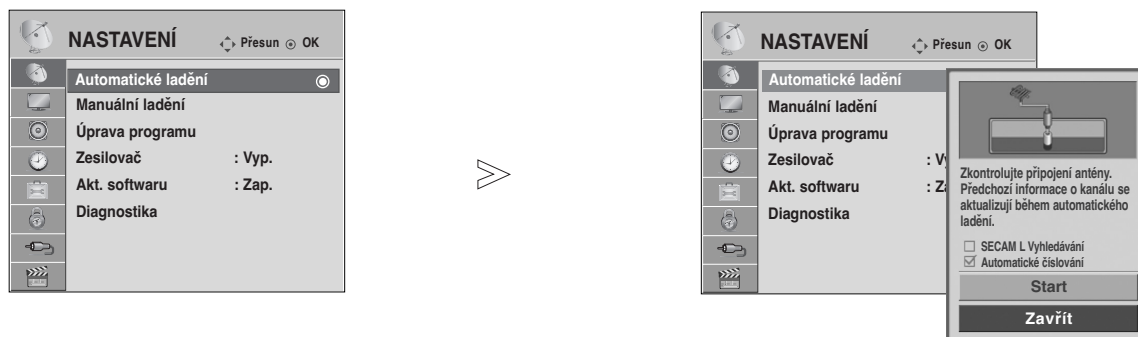 NASTAVENÍ Přesun OK
Automatické ladění
Manuální ladění
Úprava programu
Zesilovač : Vyp.
Akt. softwaru : Zap.
Diagnostika
NASTAVENÍ Přesun OK
Automatické ladění
Manuální ladění
Úprava programu
Zesilovač : Vy
Akt. softwaru : Za
Diagnostika
Zkontrolujte připojení antény.
Předchozí informace o kanálu se
aktualizují během automatického
ladění.
SECAM L Vyhledávání
Automatické číslování
Start
Zavřít